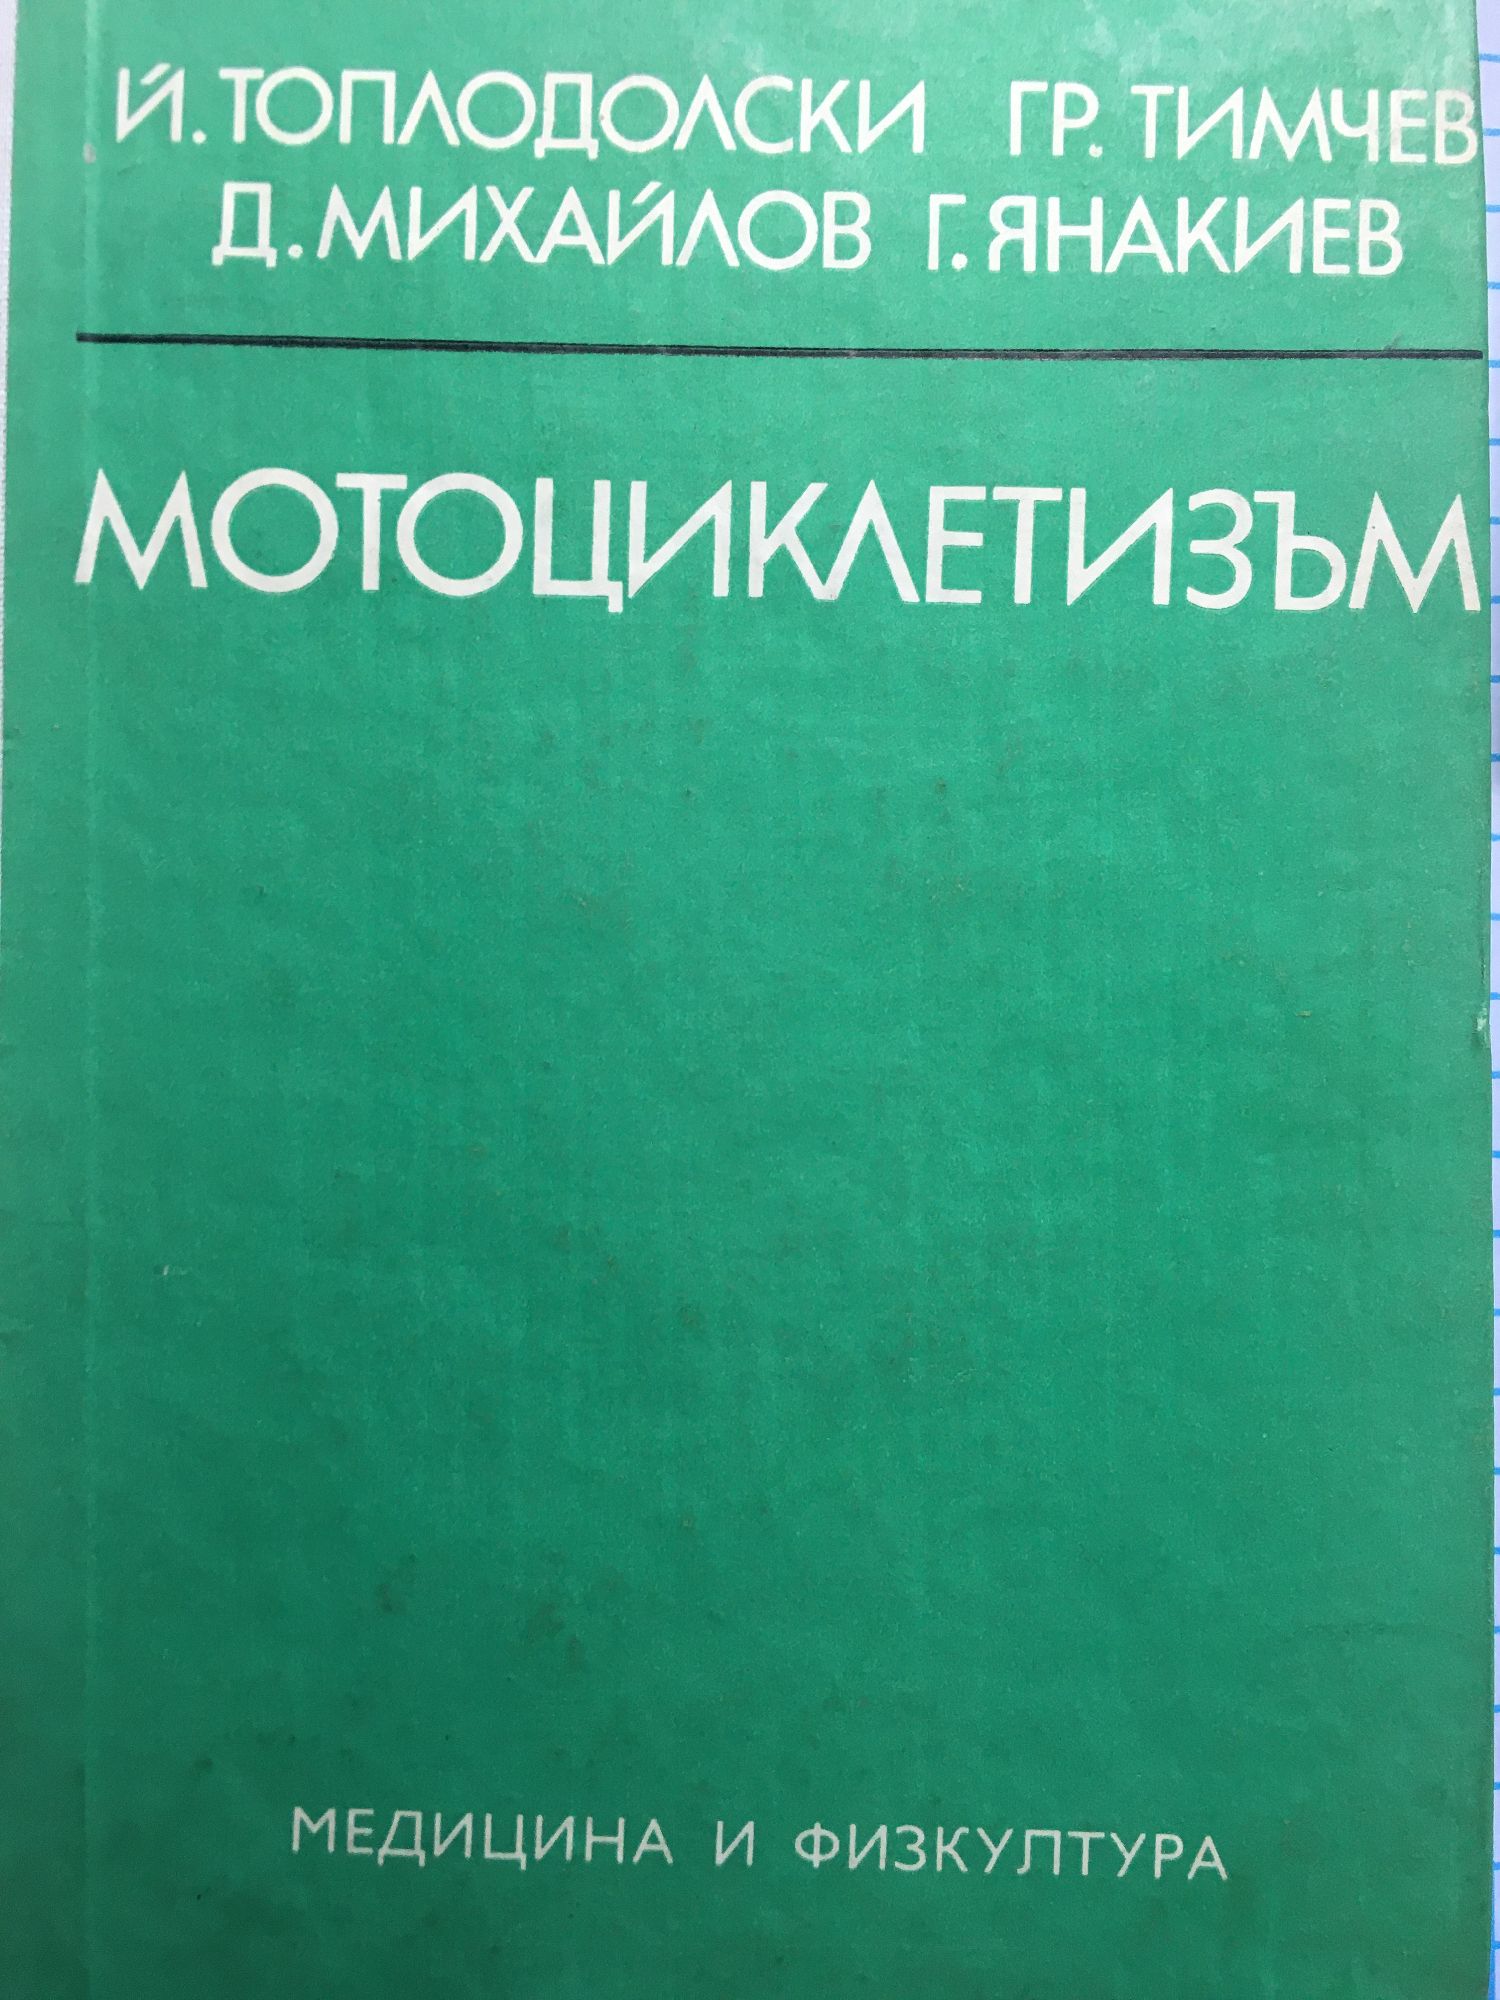 Й. ТОПЛОДОЛСКИ ГР. ТИМЧЕВ
Д. МИХАЙЛОВ Г. ЯНАКИЕВ
МОТОЦИКЛЕТИЗЪМ
МЕДИЦИНА И ФИЗКУЛТУРА